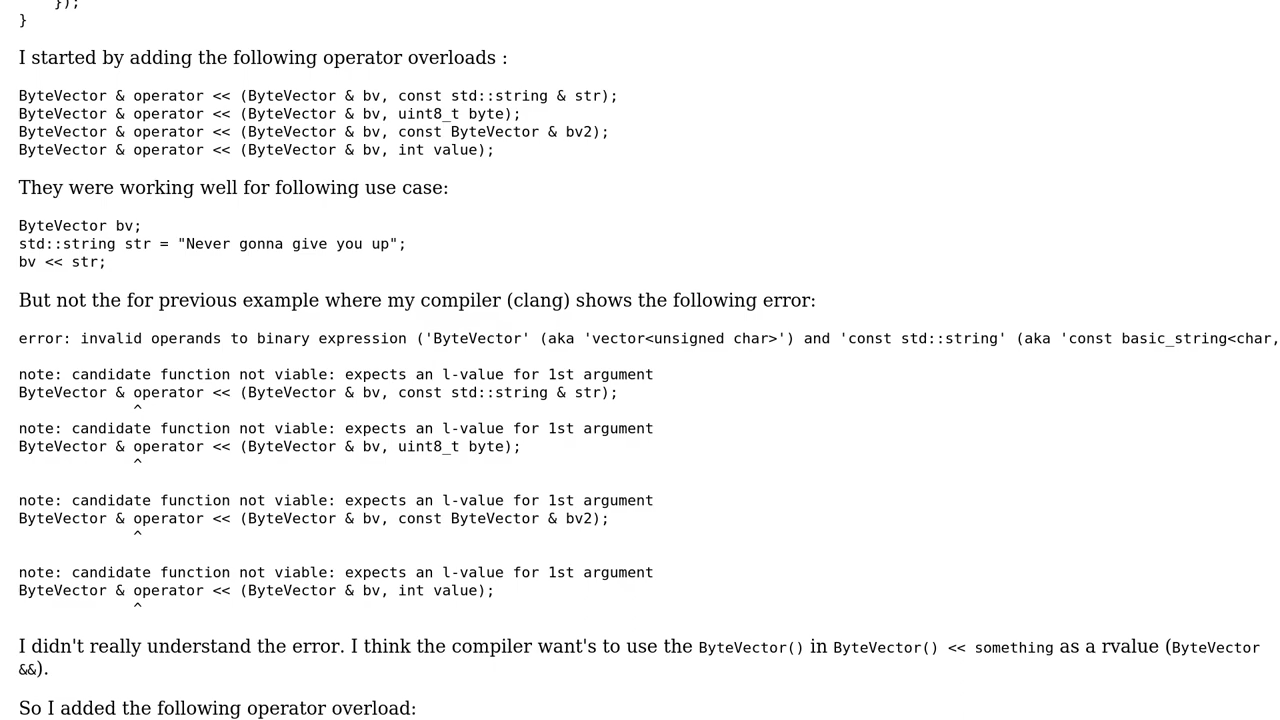 });
}
I started by adding the following operator overloads :
ByteVector & operator << (ByteVector & bv, const std::string & str);
ByteVector & operator << (ByteVector & bv, uint8_t byte);
ByteVector & operator << (ByteVector & bv, const ByteVector & bv2);
ByteVector & operator << (ByteVector & bv, int value);
They were working well for following use case:
ByteVector bv;
std::string str = "Never gonna give you up";
bv << str;
But not the for previous example where my compiler (clang) shows the following error:
error: invalid operands to binary expression ('ByteVector' (aka 'vector<unsigned char>') and 'const std::string' (aka 'const basic_string<char,
note: candidate function not viable: expects an l-value for 1st argument
ByteVector & operator << (ByteVector & bv, const std::string & str);
^
note: candidate function not viable: expects an l-value for 1st argument
ByteVector & operator << (ByteVector & bv, uint8_t byte);
^
note: candidate function not viable: expects an l-value for 1st argument
ByteVector & operator << (ByteVector & bv, const ByteVector & bv2);
^
note: candidate function not viable: expects an l-value for 1st argument
ByteVector & operator << (ByteVector & bv, int value);
^
I didn't really understand the error. I think the compiler want's to use the ByteVector() in ByteVector() << something as a rvalue (ByteVector
&&).
So I added the following operator overload: